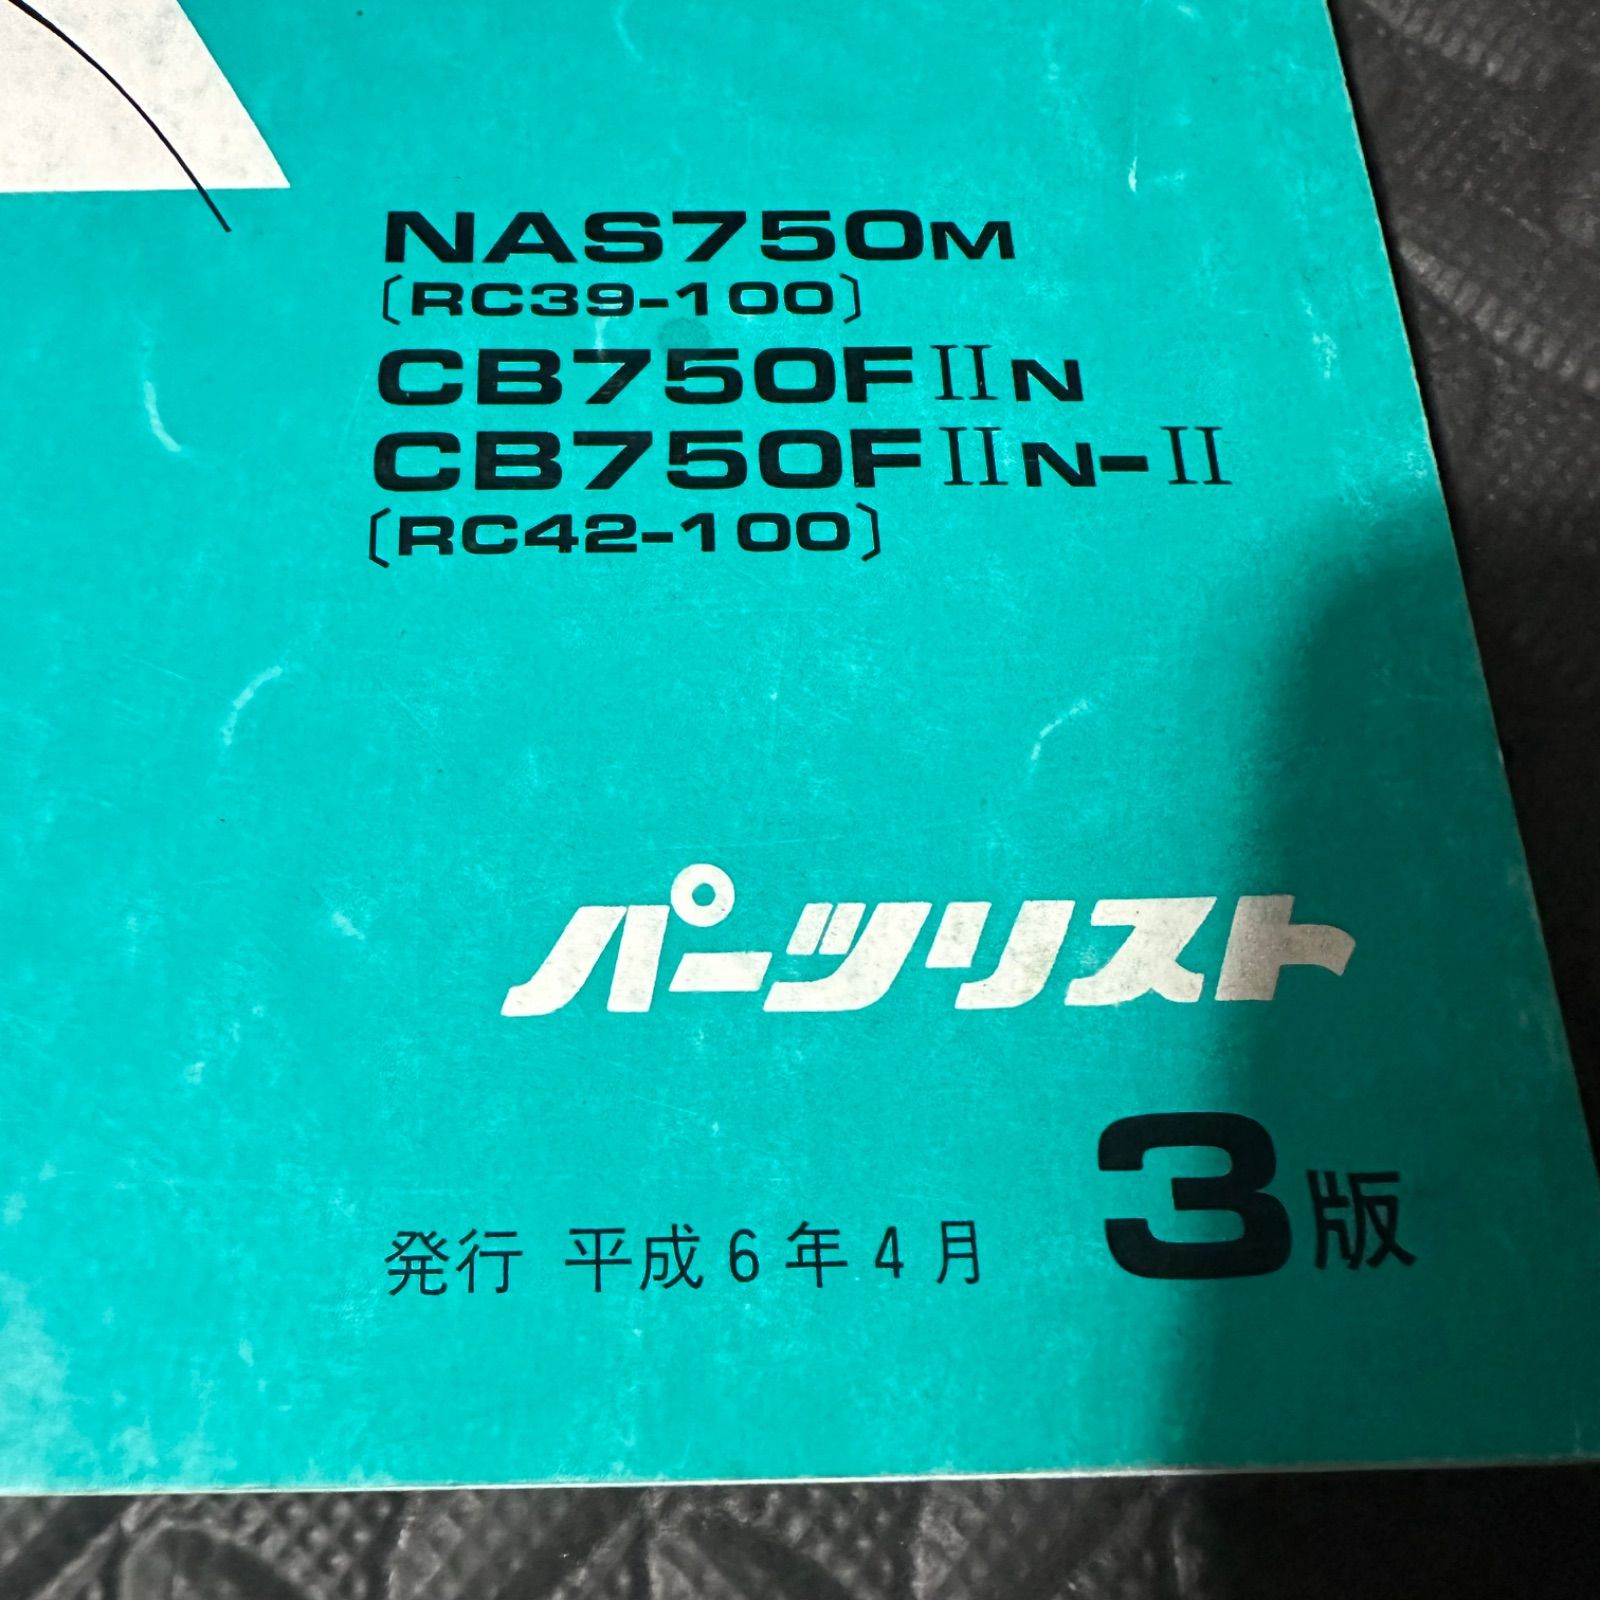 NAS750M
〔RC39-100〕
CB750FⅡN
CB750FⅡN-Ⅱ
〔RC42-100〕
パーツリスト
発行 平成6年4月 3版